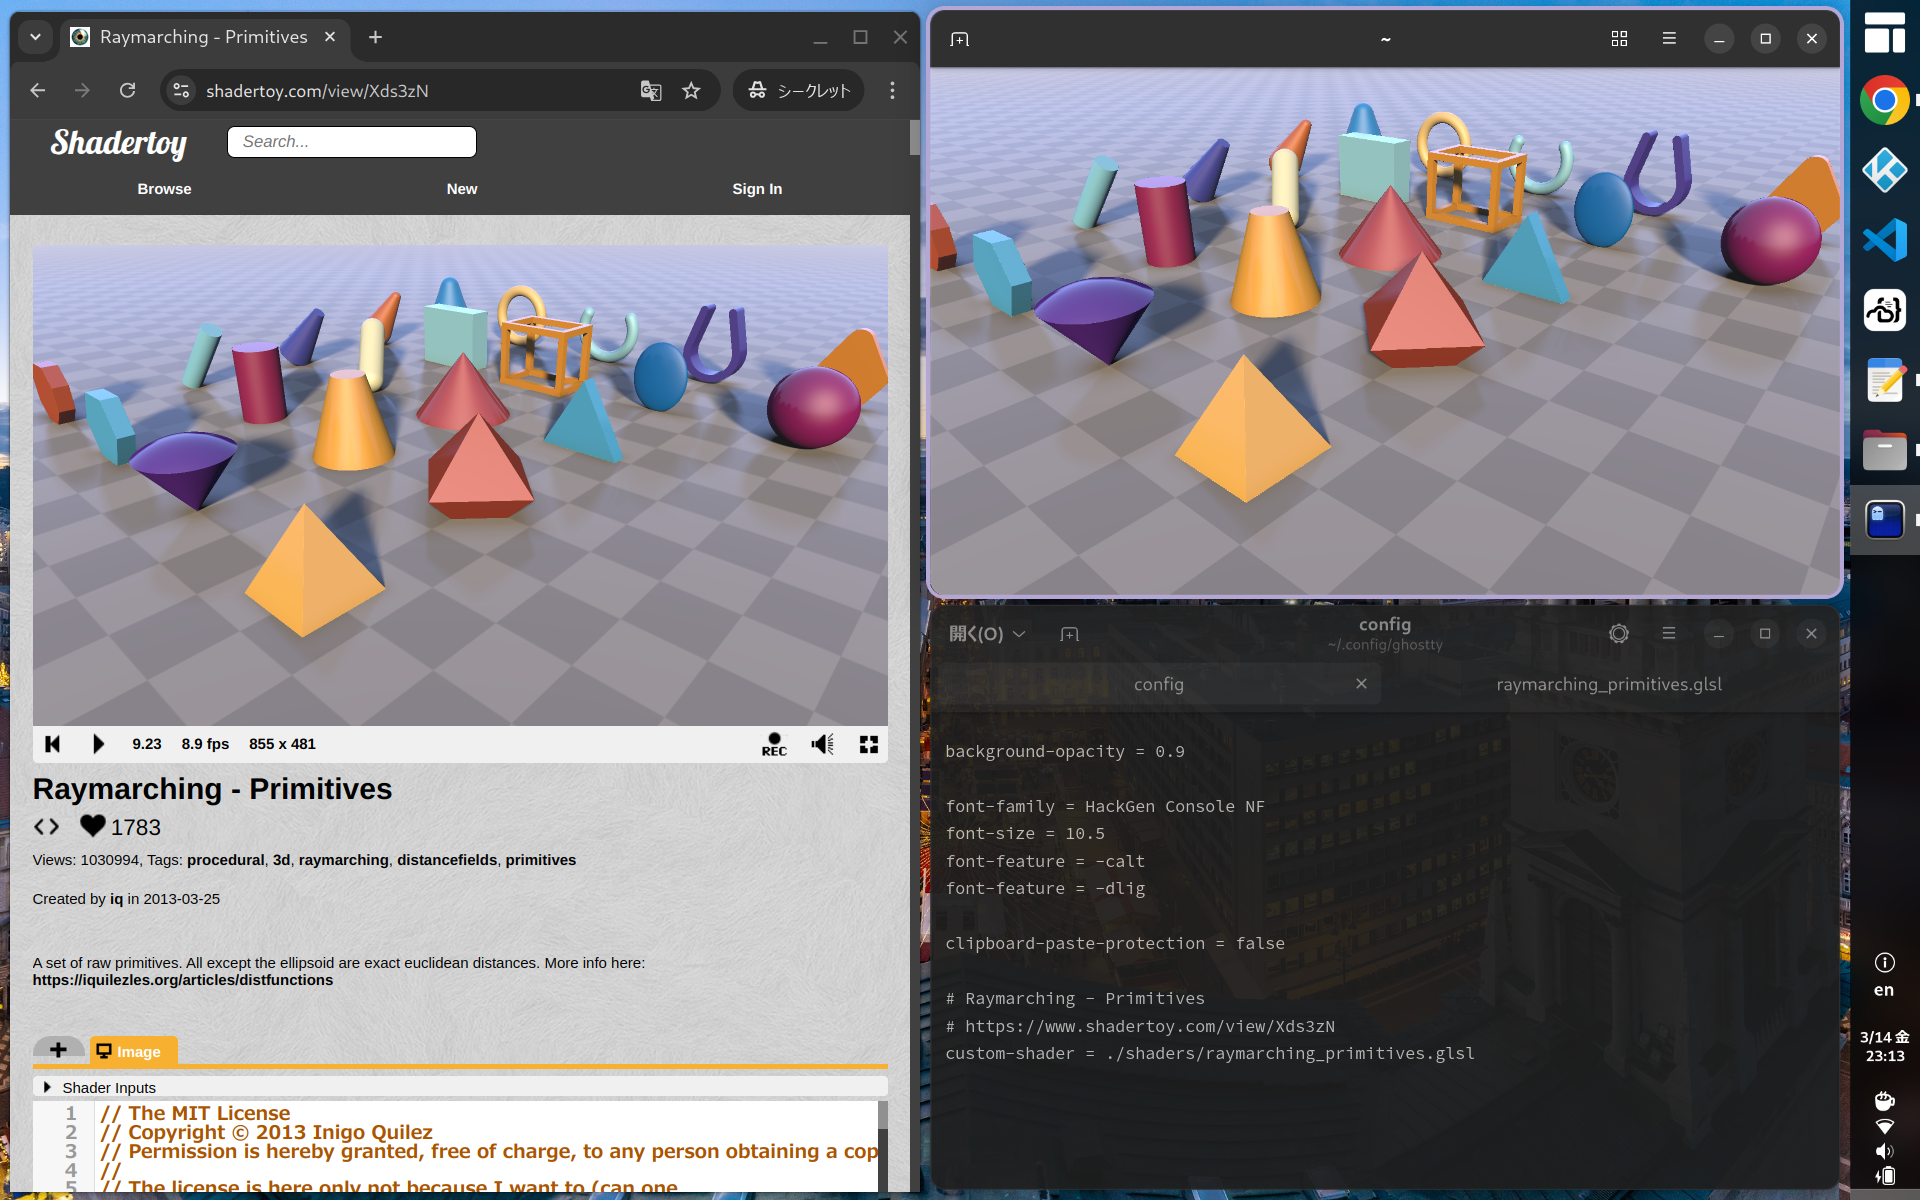 Raymarching - Primitives
shadertoy.com/view/Xds3zN
シークレット
Shadertoy
Search...
Browse
New
Sign In
9.23
8.9 fps
855 x 481
REC
Raymarching - Primitives
1783
Views: 1030994, Tags: procedural, 3d, raymarching, distancefields, primitives
Created by iq in 2013-03-25
A set of raw primitives. All except the ellipsoid are exact euclidean distances. More info here:
https://iquilezles.org/articles/distfunctions
Image
Shader Inputs
1 // The MIT License
2 // Copyright © 2013 Inigo Quilez
3 // Permission is hereby granted, free of charge, to any person obtaining a cop
4 //
5 // The license is here only not because I want to (can one
~
開く(O)
config
~/.config/ghostty
config
raymarching_primitives.glsl
background-opacity = 0.9
font-family = HackGen Console NF
font-size = 10.5
font-feature = -calt
font-feature = -dlig
clipboard-paste-protection = false
# Raymarching - Primitives
# https://www.shadertoy.com/view/Xds3zN
custom-shader = ./shaders/raymarching_primitives.glsl
en
3/14 金
23:13